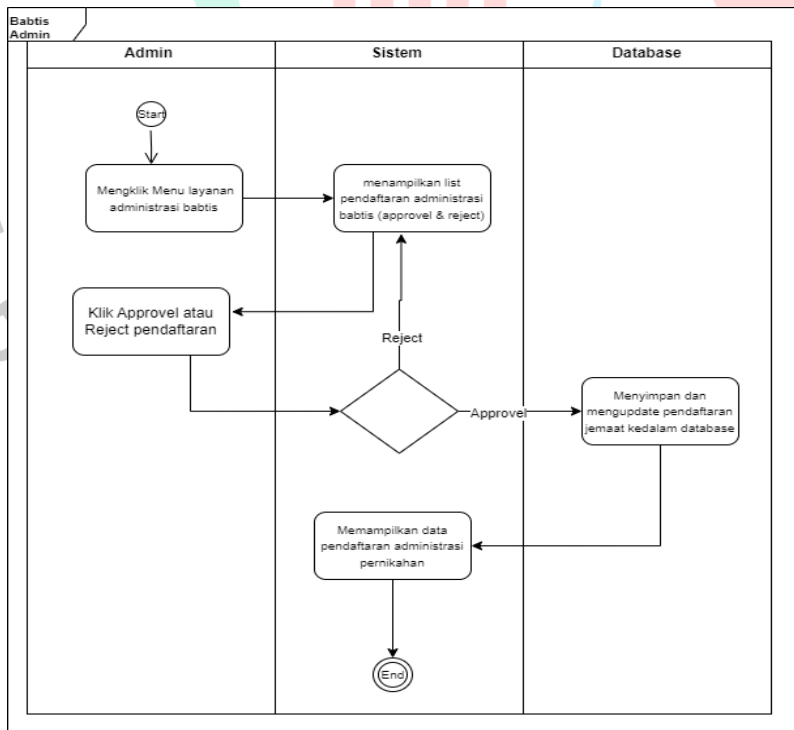 Babtis
Admin
Admin
Sistem
Database
Start
Mengklik Menu layanan
administrasi babtis
menampilkan list
pendaftaran administrasi
babtis (approvel & reject)
Klik Approvel atau
Reject pendaftaran
Reject
Approvel
Menyimpan dan
mengupdate pendaftaran
jemaat kedalam database
Memampilkan data
pendaftaran administrasi
pernikahan
End